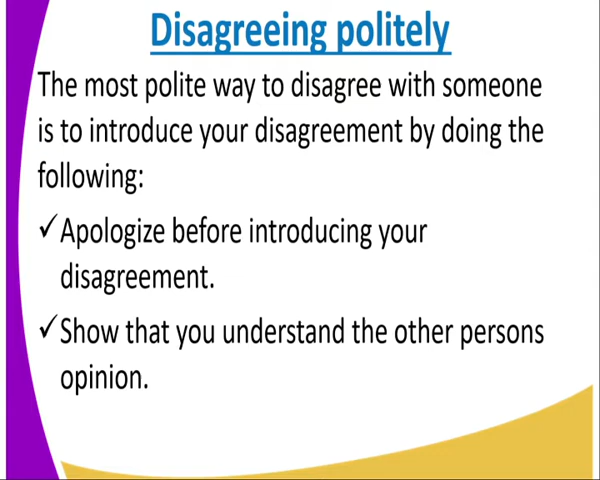 Disagreeing politely
The most polite way to disagree with someone
is to introduce your disagreement by doing the
following:
✓Apologize before introducing your
disagreement.
✓Show that you understand the other persons
opinion.